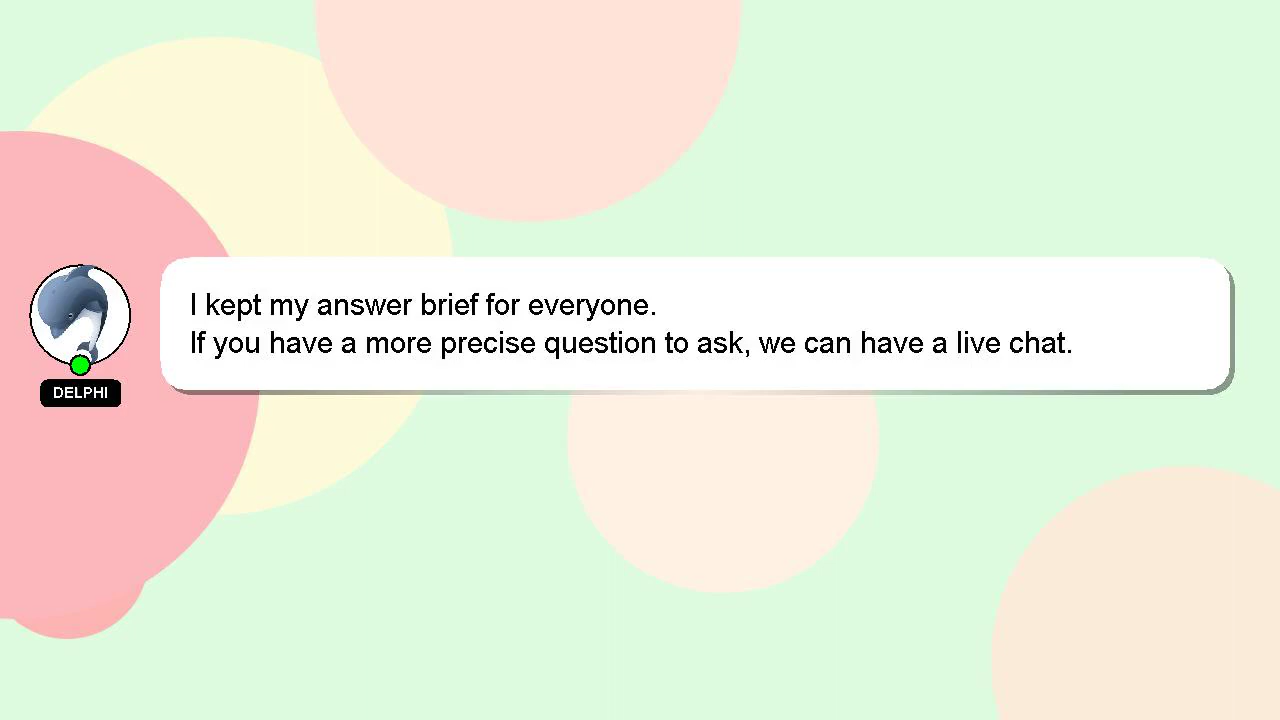 I kept my answer brief for everyone.
If you have a more precise question to ask, we can have a live chat.
DELPHI